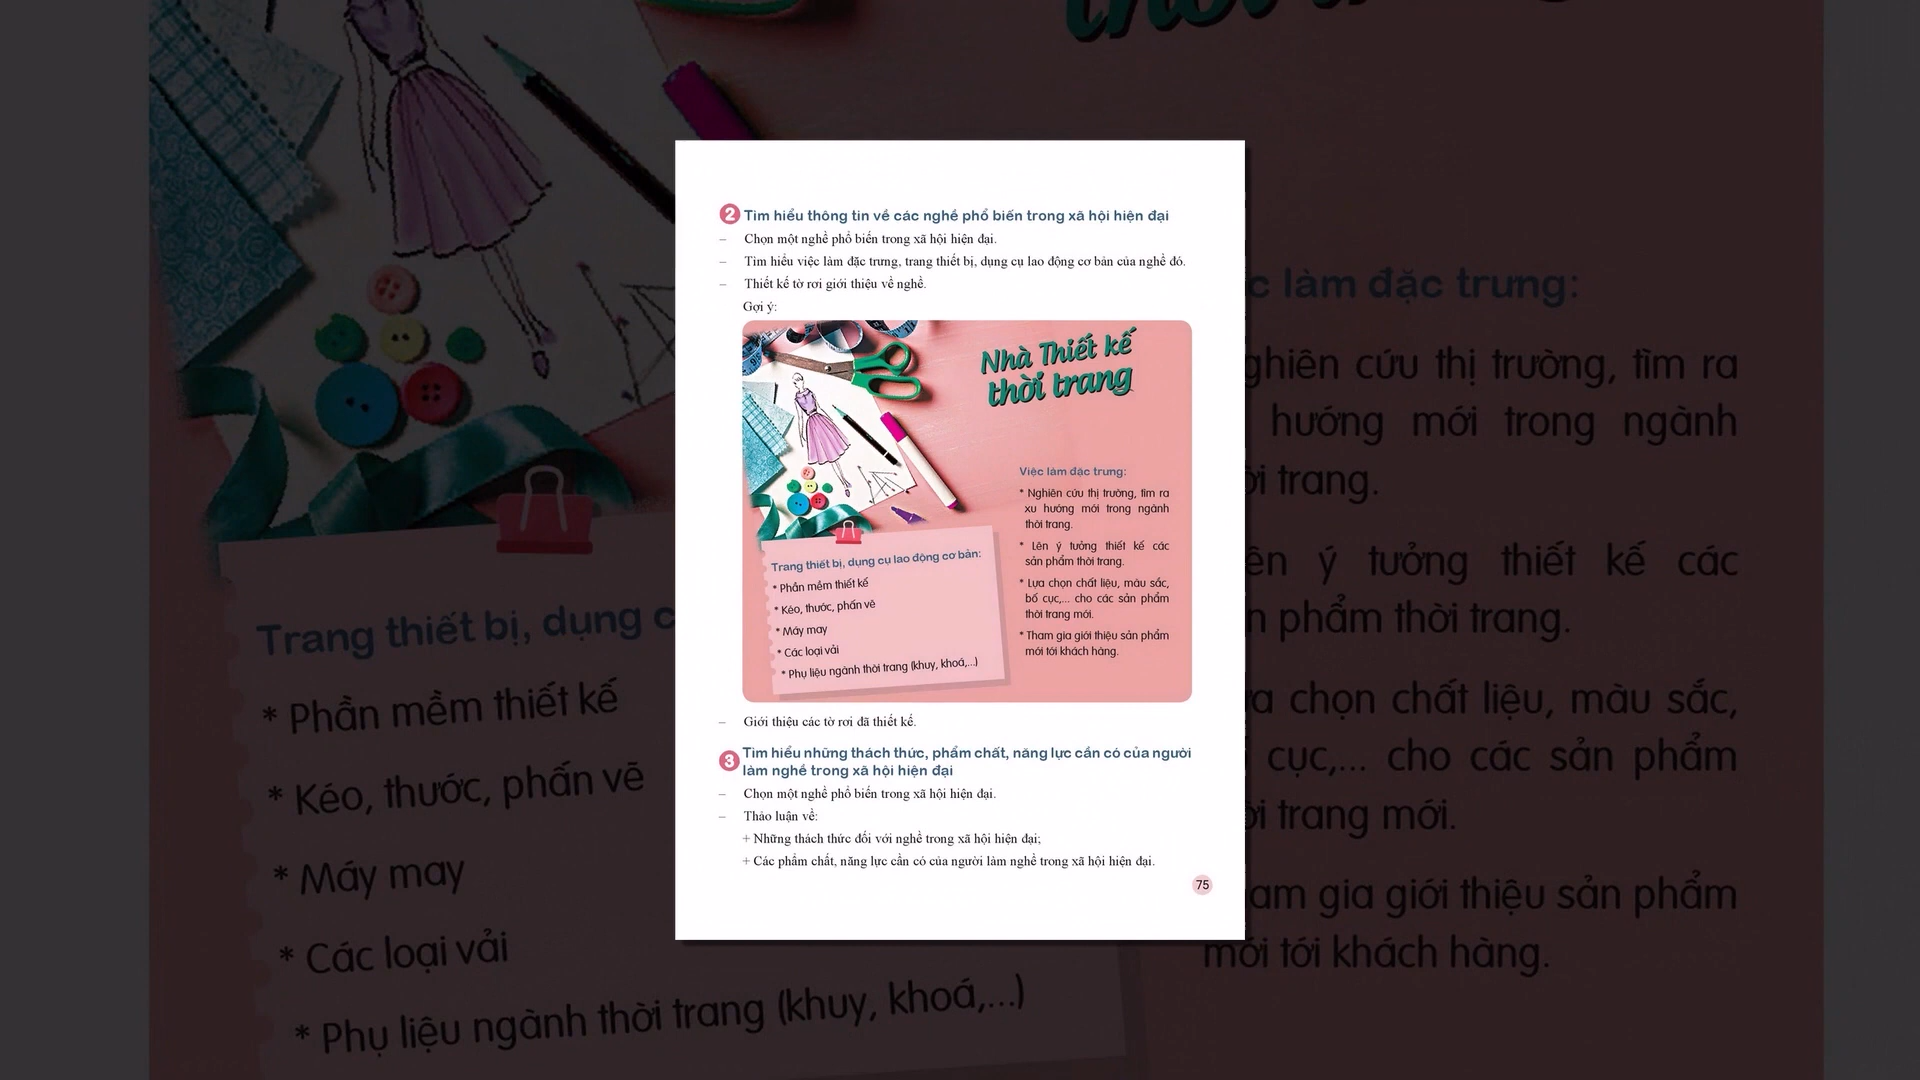 2 Tìm hiểu thông tin về các nghề phổ biến trong xã hội hiện đại
– Chọn một nghề phổ biến trong xã hội hiện đại.
– Tìm hiểu việc làm đặc trưng, trang thiết bị, dụng cụ lao động cơ bản của nghề đó.
– Thiết kế tờ rơi giới thiệu về nghề.
Gợi ý:
Nhà Thiết kế
thời trang
Việc làm đặc trưng:
* Nghiên cứu thị trường, tìm ra
xu hướng mới trong ngành
thời trang.
* Lên ý tưởng thiết kế các
sản phẩm thời trang.
* Lựa chọn chất liệu, màu sắc,
bố cục,... cho các sản phẩm
thời trang mới.
* Tham gia giới thiệu sản phẩm
mới tới khách hàng.
Trang thiết bị, dụng cụ lao động cơ bản:
* Phần mềm thiết kế
* Kéo, thước, phấn vẽ
* Máy may
* Các loại vải
* Phụ liệu ngành thời trang (khuy, khoá,...)
– Giới thiệu các tờ rơi đã thiết kế.
3 Tìm hiểu những thách thức, phẩm chất, năng lực cần có của người
làm nghề trong xã hội hiện đại
– Chọn một nghề phổ biến trong xã hội hiện đại.
– Thảo luận về:
+ Những thách thức đối với nghề trong xã hội hiện đại;
+ Các phẩm chất, năng lực cần có của người làm nghề trong xã hội hiện đại.
75
thời trang
c làm đặc trưng:
ghiên cứu thị trường, tìm ra
hướng mới trong ngành
ời trang.
ên ý tưởng thiết kế các
n phẩm thời trang.
ựa chọn chất liệu, màu sắc,
cục,... cho các sản phẩm
ời trang mới.
am gia giới thiệu sản phẩm
mới tới khách hàng.
Trang thiết bị, dụng c
* Phần mềm thiết kế
* Kéo, thước, phấn vẽ
* Máy may
* Các loại vải
* Phụ liệu ngành thời trang (khuy, khoá,...)